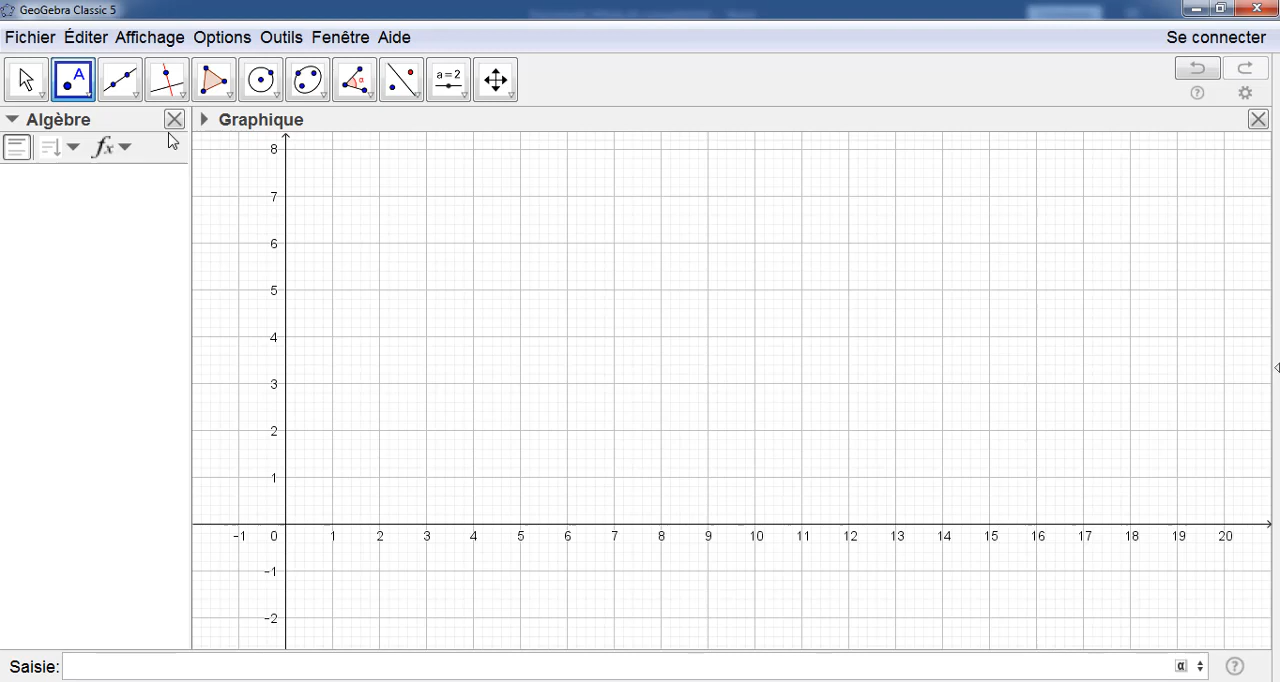 GeoGebra Classic 5
Fichier Éditer Affichage Options Outils Fenêtre Aide Se connecter
A α a=2
Algèbre Graphique
fx
8
7
6
5
4
3
2
1
-1 0 1 2 3 4 5 6 7 8 9 10 11 12 13 14 15 16 17 18 19 20
-1
-2
Saisie: α